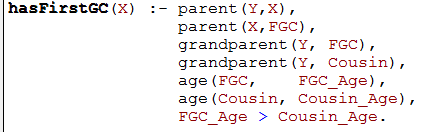 hasFirstGC(X) :- parent(Y,X),
parent(X,FGC),
grandparent(Y, FGC),
grandparent(Y, Cousin),
age(FGC, FGC_Age),
age(Cousin, Cousin_Age),
FGC_Age > Cousin_Age.